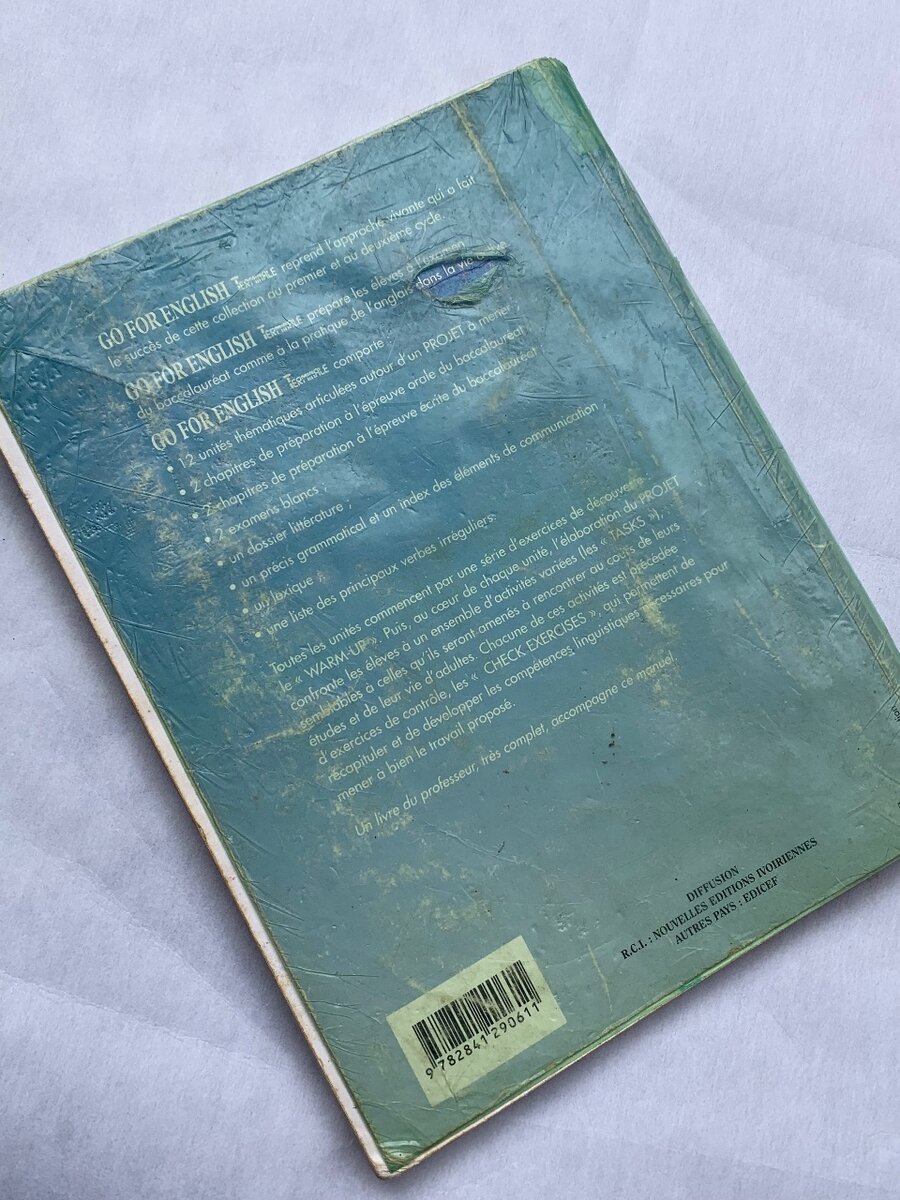 GO FOR ENGLISH TERMINALE reprend l'approche vivante qui a fait
le succès de cette collection au premier et au deuxième cycle.
GO FOR ENGLISH TERMINALE prépare les élèves à l'examen
du baccalauréat comme à la pratique de l'anglais dans la vie
GO FOR ENGLISH TERMINALE comporte :
• 12 unités thématiques articulées autour d'un PROJET à mener ;
• 2 chapitres de préparation à l'épreuve orale du baccalauréat ;
• 2 chapitres de préparation à l'épreuve écrite du baccalauréat ;
• 2 examens blancs ;
• un dossier littérature ;
• un précis grammatical et un index des éléments de communication ;
• un lexique ;
• une liste des principaux verbes irréguliers.
Toutes les unités commencent par une série d'exercices de découverte
le « WARM-UP ». Puis, au cœur de chaque unité, l'élaboration du PROJET
confronte les élèves à un ensemble d'activités variées (les « TASKS »),
semblables à celles qu'ils seront amenés à rencontrer au cours de leurs
études et de leur vie d'adultes. Chacune de ces activités est précédée
d'exercices de contrôle, les « CHECK EXERCISES », qui permettent de
récapituler et de développer les compétences linguistiques nécessaires pour
mener à bien le travail proposé.
Un livre du professeur, très complet, accompagne ce manuel.
DIFFUSION
R.C.I. : NOUVELLES EDITIONS IVOIRIENNES
AUTRES PAYS : EDICEF
9 782841 290611